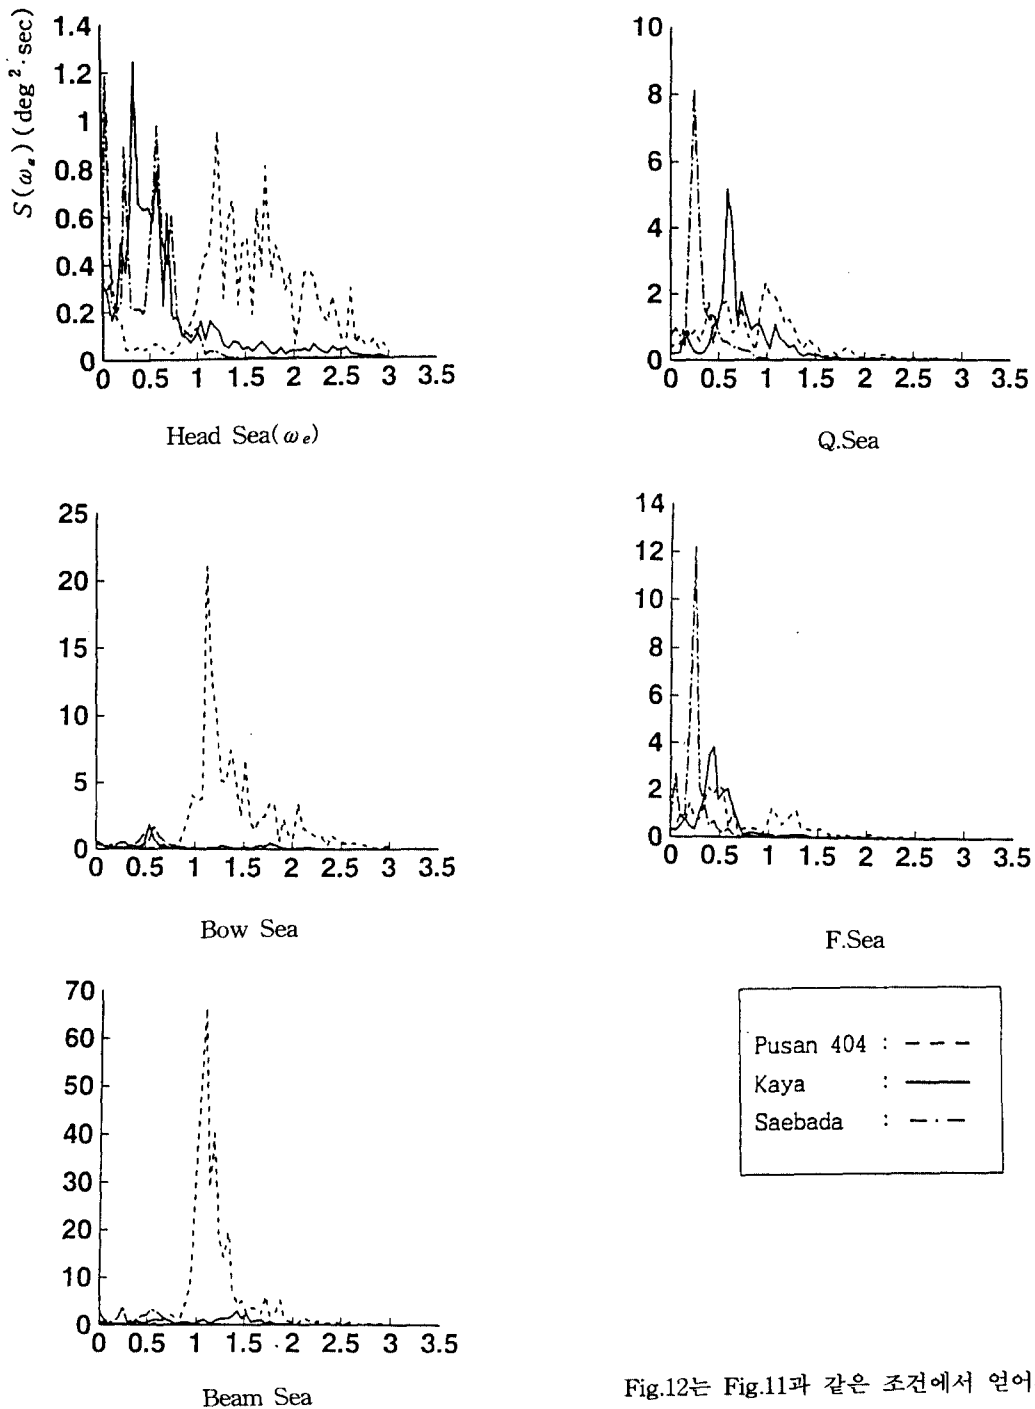 S(ωₑ)(deg²·sec)
1.4
1.2
1
0.8
0.6
0.4
0.2
0
0 0.5 1 1.5 2 2.5 3 3.5
Head Sea(ωₑ)
10
8
6
4
2
0
0 0.5 1 1.5 2 2.5 3 3.5
Q.Sea
25
20
15
10
5
0
0 0.5 1 1.5 2 2.5 3 3.5
Bow Sea
14
12
10
8
6
4
2
0
0 0.5 1 1.5 2 2.5 3 3.5
F.Sea
70
60
50
40
30
20
10
0
0 0.5 1 1.5 2 2.5 3 3.5
Beam Sea
Pusan 404 :
Kaya :
Saebada :
Fig.12는 Fig.11과 같은 조건에서 얻어